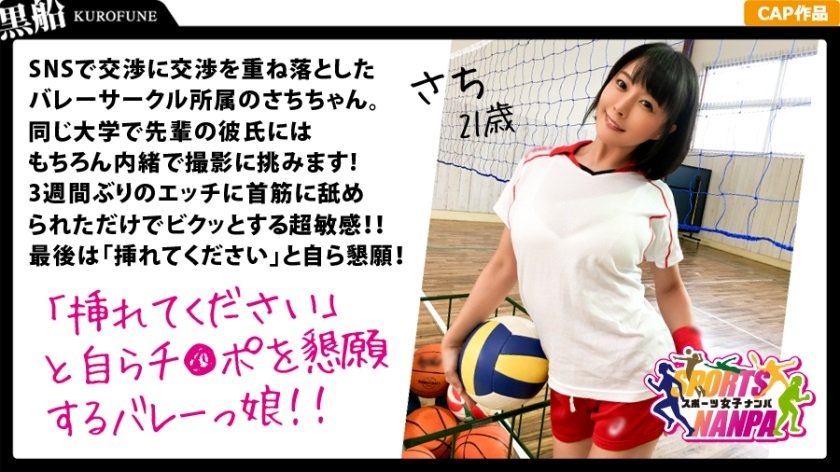 黒船 KUROFUNE
CAP作品
SNSで交渉に交渉を重ね落とした
バレーサークル所属のさちちゃん。
同じ大学で先輩の彼氏には
もちろん内緒で撮影に挑みます!
3週間ぶりのエッチに首筋に舐め
られただけでビクッとする超敏感!!
最後は「挿れてください」と自ら懇願!
「挿れてください」
と自らチ●ポを懇願
するバレーっ娘!!
さち
21歳
SPORTS
スポーツ女子ナンパ
NANPA